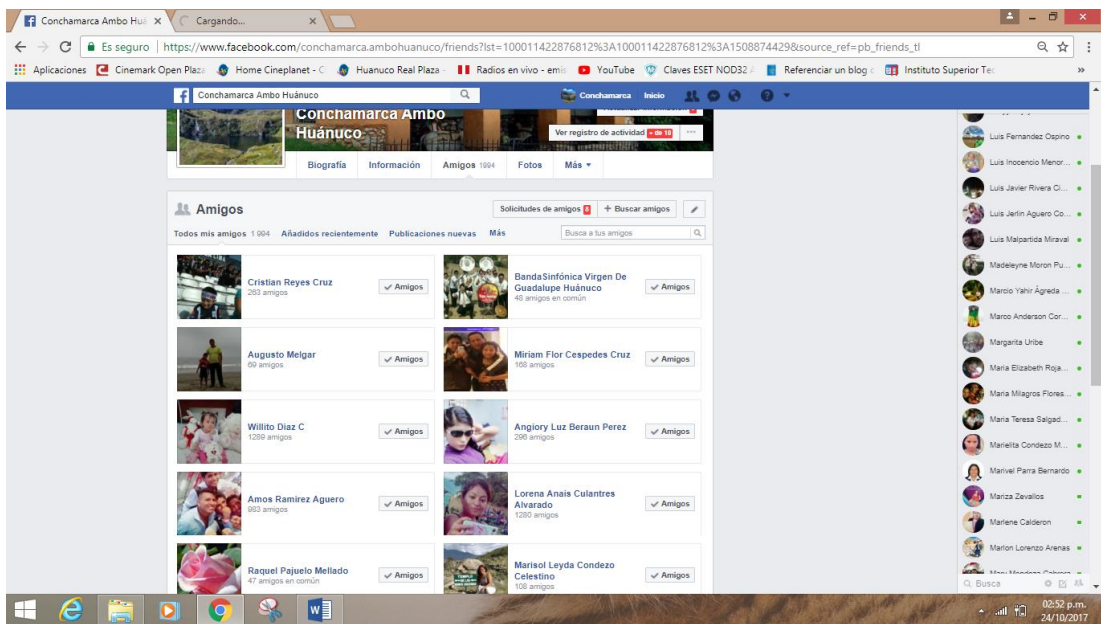 Conchamarca Ambo Huá
Cargando...
Es seguro
https://www.facebook.com/conchamarca.ambohuanuco/friends?lst=100011422876812%3A100011422876812%3A1508874429&source_ref=pb_friends_tl
Aplicaciones
Cinemark Open Plaza
Home Cineplanet - C
Huanuco Real Plaza -
Radios en vivo - emis
YouTube
Claves ESET NOD32
Referenciar un blog
Instituto Superior Tec
»
Conchamarca Ambo Huánuco
Conchamarca
Inicio
Conchamarca Ambo
Huánuco
Ver registro de actividad + de 10
Biografía
Información
Amigos 1994
Fotos
Más
Amigos
Solicitudes de amigos
+ Buscar amigos
Todos mis amigos 1 994
Añadidos recientemente
Publicaciones nuevas
Más
Busca a tus amigos
Cristian Reyes Cruz
263 amigos
Amigos
BandaSinfónica Virgen De
Guadalupe Huánuco
48 amigos en común
Amigos
Augusto Melgar
69 amigos
Amigos
Miriam Flor Cespedes Cruz
168 amigos
Amigos
Willito Diaz C
1289 amigos
Amigos
Angiory Luz Beraun Perez
296 amigos
Amigos
Amos Ramirez Aguero
983 amigos
Amigos
Lorena Anais Culantres
Alvarado
1280 amigos
Amigos
Raquel Pajuelo Mellado
47 amigos en común
Amigos
Marisol Leyda Condezo
Celestino
108 amigos
Amigos
Luis Fernandez Ospino
Luis Inocencio Menor...
Luis Javier Rivera Ci...
Luis Jerlin Aguero Co...
Luis Malpartida Miraval
Madeleyne Moron Pu...
Marcio Yahir Ágreda ...
Marco Anderson Cor...
Margarita Uribe
Maria Elizabeth Roja...
Maria Milagros Flores...
Maria Teresa Salgad...
Marielita Condezo M...
Marivel Parra Bernardo
Mariza Zevallos
Marlene Calderon
Marlon Lorenzo Arenas
Busca
02:52 p.m.
24/10/2017